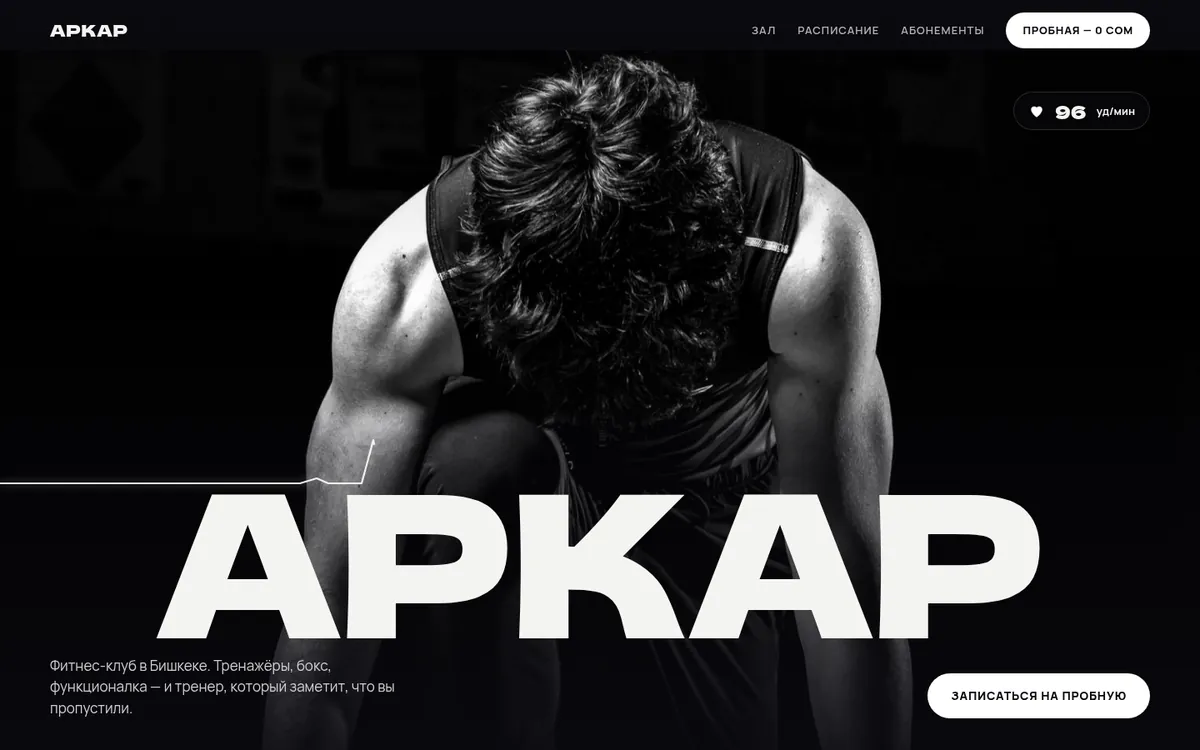 АРКАР
ЗАЛ
РАСПИСАНИЕ
АБОНЕМЕНТЫ
ПРОБНАЯ — 0 СОМ
96 уд/мин
АРКАР
Фитнес-клуб в Бишкеке. Тренажёры, бокс,
функционалка — и тренер, который заметит, что вы
пропустили.
ЗАПИСАТЬСЯ НА ПРОБНУЮ